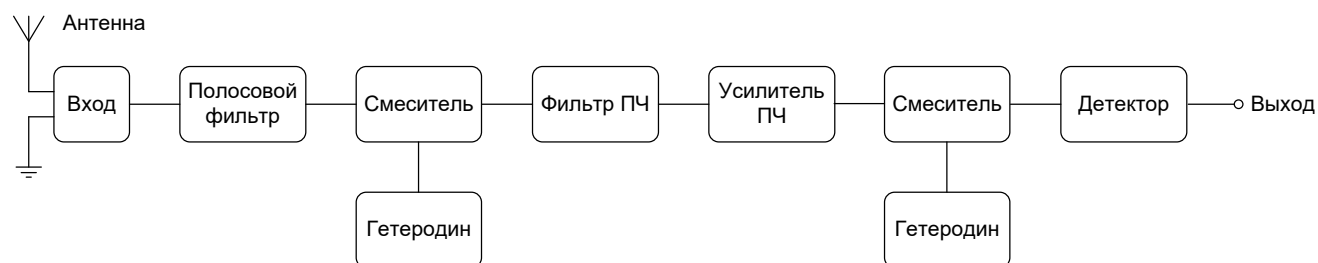 Антенна
Вход
Полосовой
фильтр
Смеситель
Фильтр ПЧ
Усилитель
ПЧ
Смеситель
Детектор
Выход
Гетеродин
Гетеродин